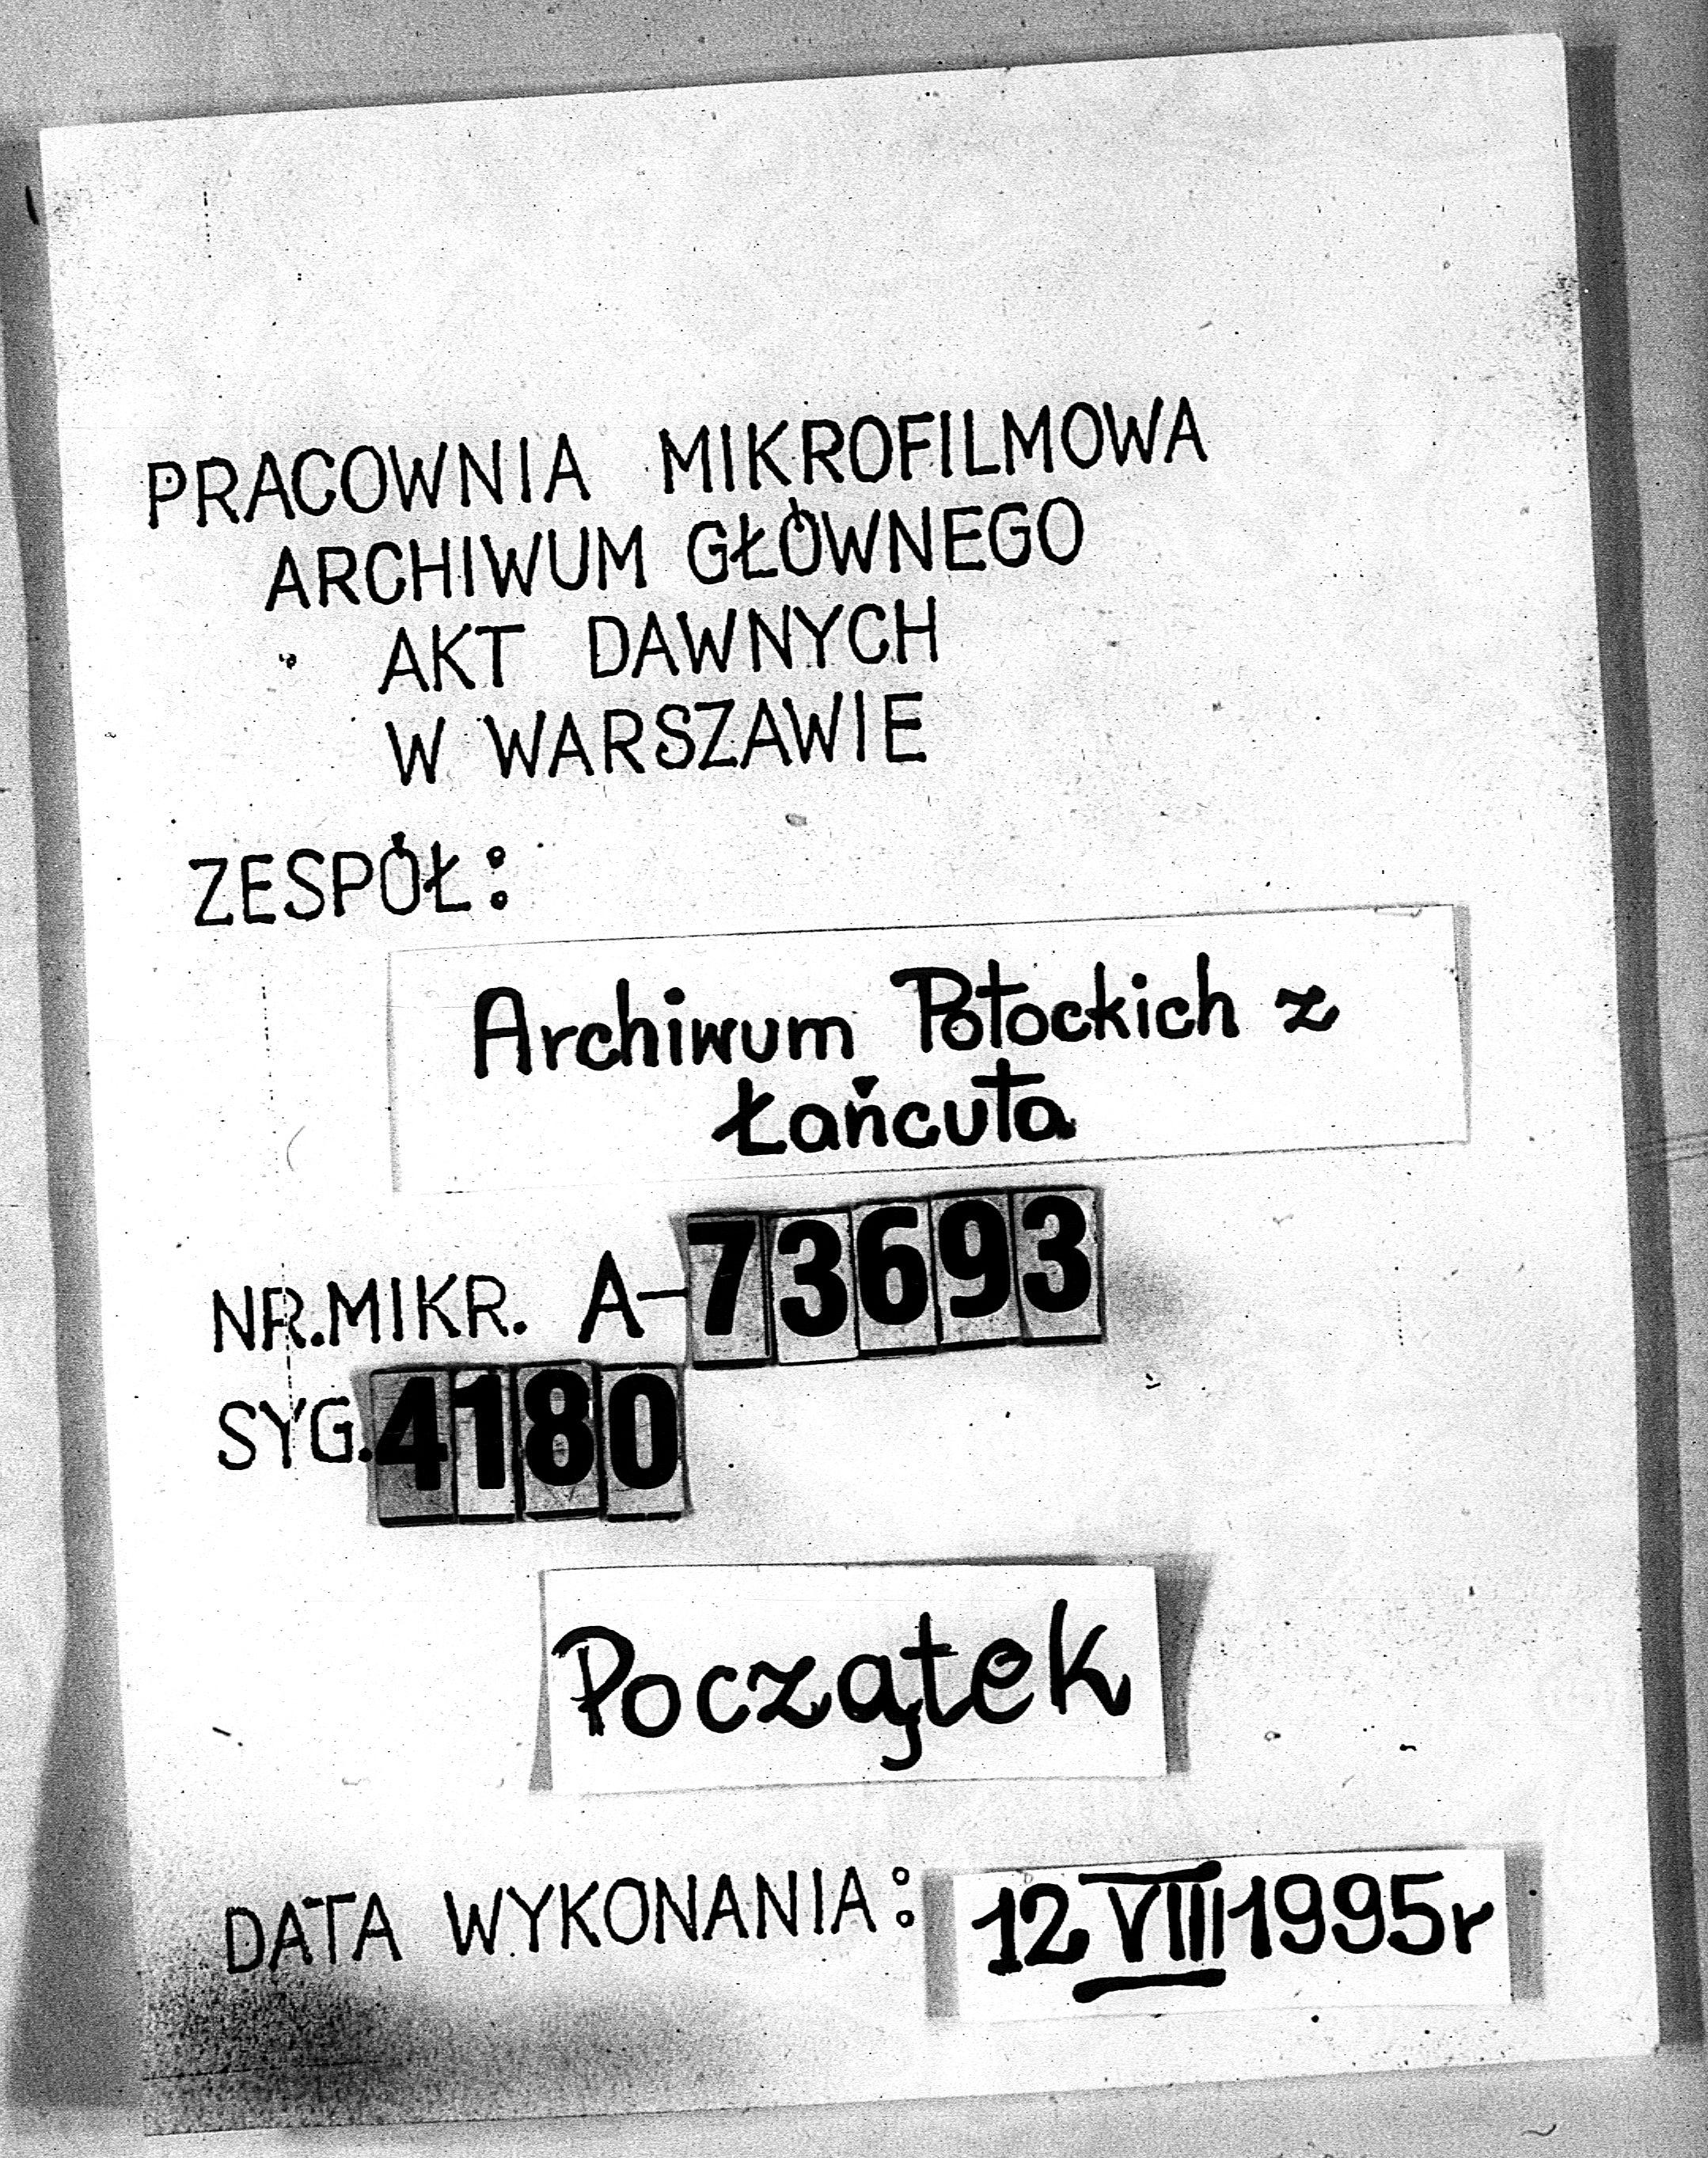 PRACOWNIA MIKROFILMOWA
ARCHIWUM GŁÓWNEGO
AKT DAWNYCH
W WARSZAWIE
ZESPÓŁ:
Archiwum Potockich z
Łańcuta
NR.MIKR. A-73693
SYG.4180
Początek
DATA WYKONANIA: 12 VIII 1995r